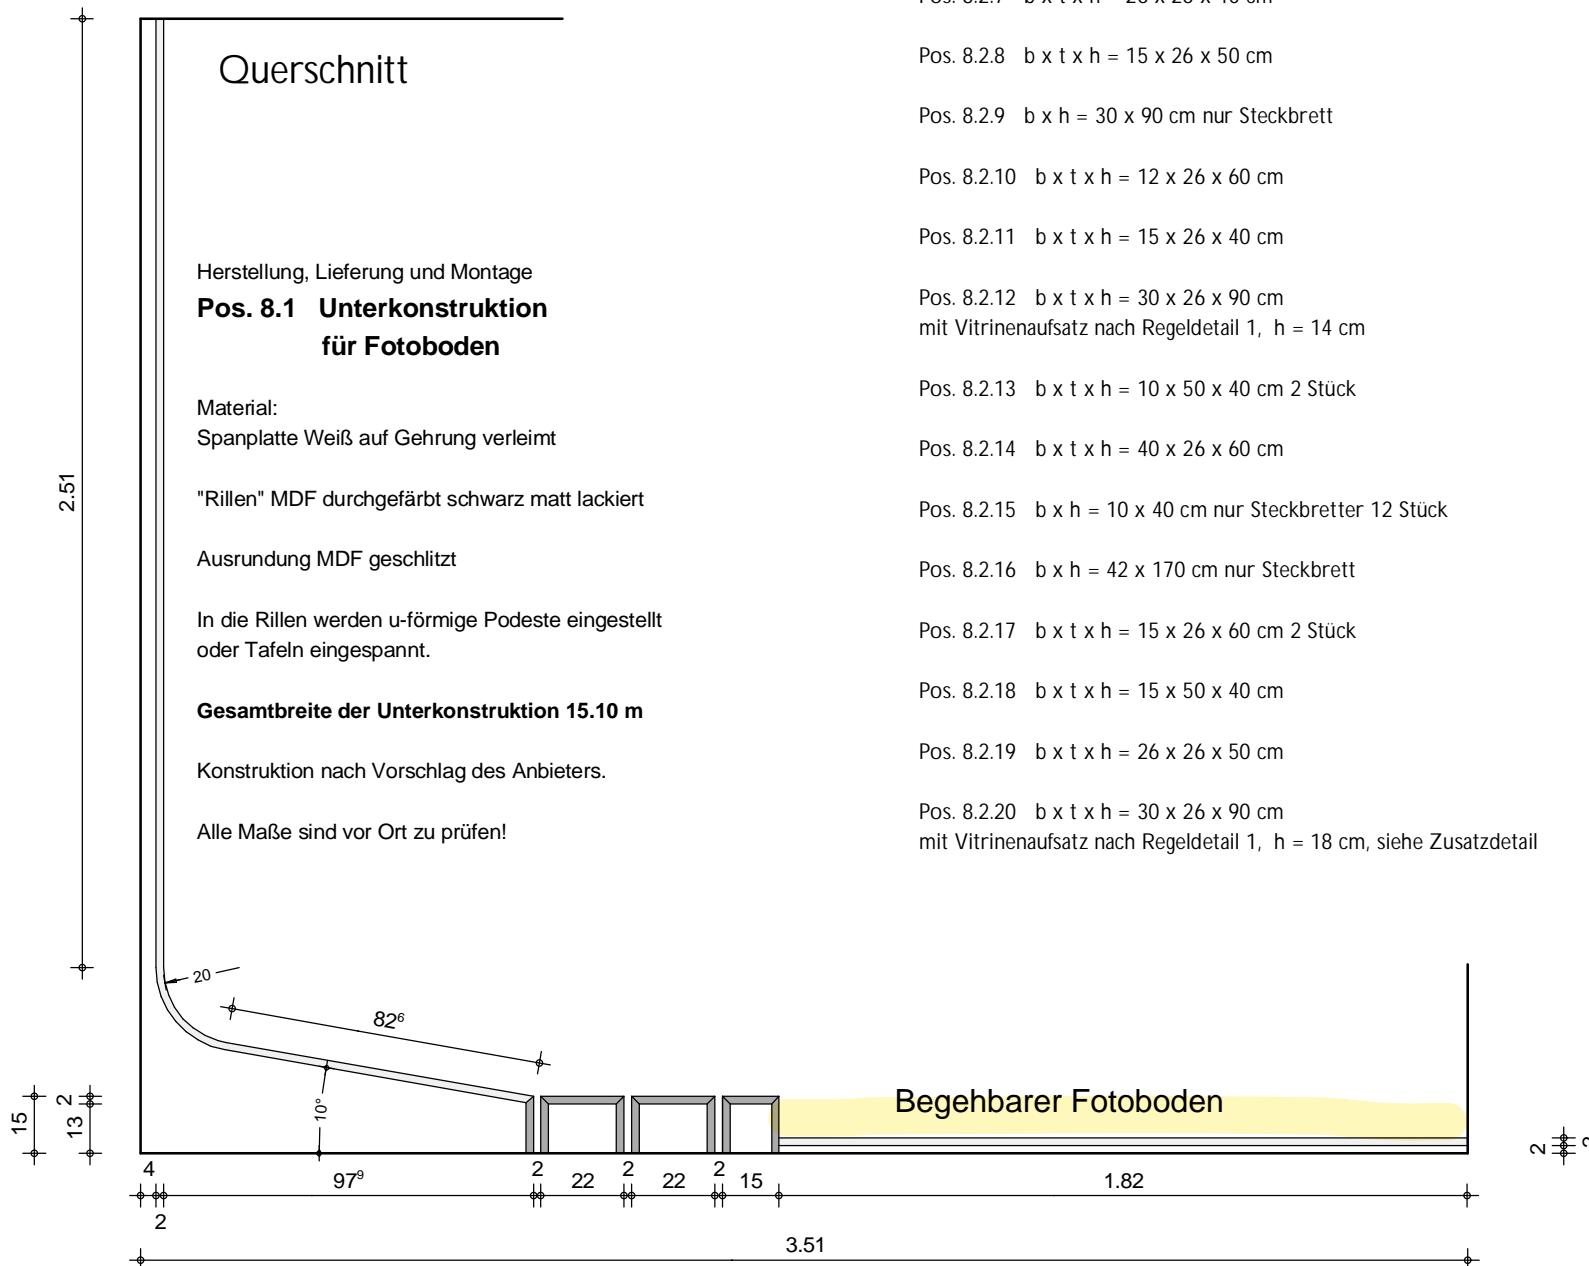 Querschnitt
Herstellung, Lieferung und Montage
Pos. 8.1 Unterkonstruktion
für Fotoboden
Material:
Spanplatte Weiß auf Gehrung verleimt
"Rillen" MDF durchgefärbt schwarz matt lackiert
Ausrundung MDF geschlitzt
In die Rillen werden u-förmige Podeste eingestellt
oder Tafeln eingespannt.
Gesamtbreite der Unterkonstruktion 15.10 m
Konstruktion nach Vorschlag des Anbieters.
Alle Maße sind vor Ort zu prüfen!
Pos. 8.2.8 b x t x h = 15 x 26 x 50 cm
Pos. 8.2.9 b x h = 30 x 90 cm nur Steckbrett
Pos. 8.2.10 b x t x h = 12 x 26 x 60 cm
Pos. 8.2.11 b x t x h = 15 x 26 x 40 cm
Pos. 8.2.12 b x t x h = 30 x 26 x 90 cm
mit Vitrinenaufsatz nach Regeldetail 1, h = 14 cm
Pos. 8.2.13 b x t x h = 10 x 50 x 40 cm 2 Stück
Pos. 8.2.14 b x t x h = 40 x 26 x 60 cm
Pos. 8.2.15 b x h = 10 x 40 cm nur Steckbretter 12 Stück
Pos. 8.2.16 b x h = 42 x 170 cm nur Steckbrett
Pos. 8.2.17 b x t x h = 15 x 26 x 60 cm 2 Stück
Pos. 8.2.18 b x t x h = 15 x 50 x 40 cm
Pos. 8.2.19 b x t x h = 26 x 26 x 50 cm
Pos. 8.2.20 b x t x h = 30 x 26 x 90 cm
mit Vitrinenaufsatz nach Regeldetail 1, h = 18 cm, siehe Zusatzdetail
2.51
20
82⁶
10°
15
2
13
Begehbarer Fotoboden
2
4
97⁹
2
22
2
22
2
15
1.82
2
3.51